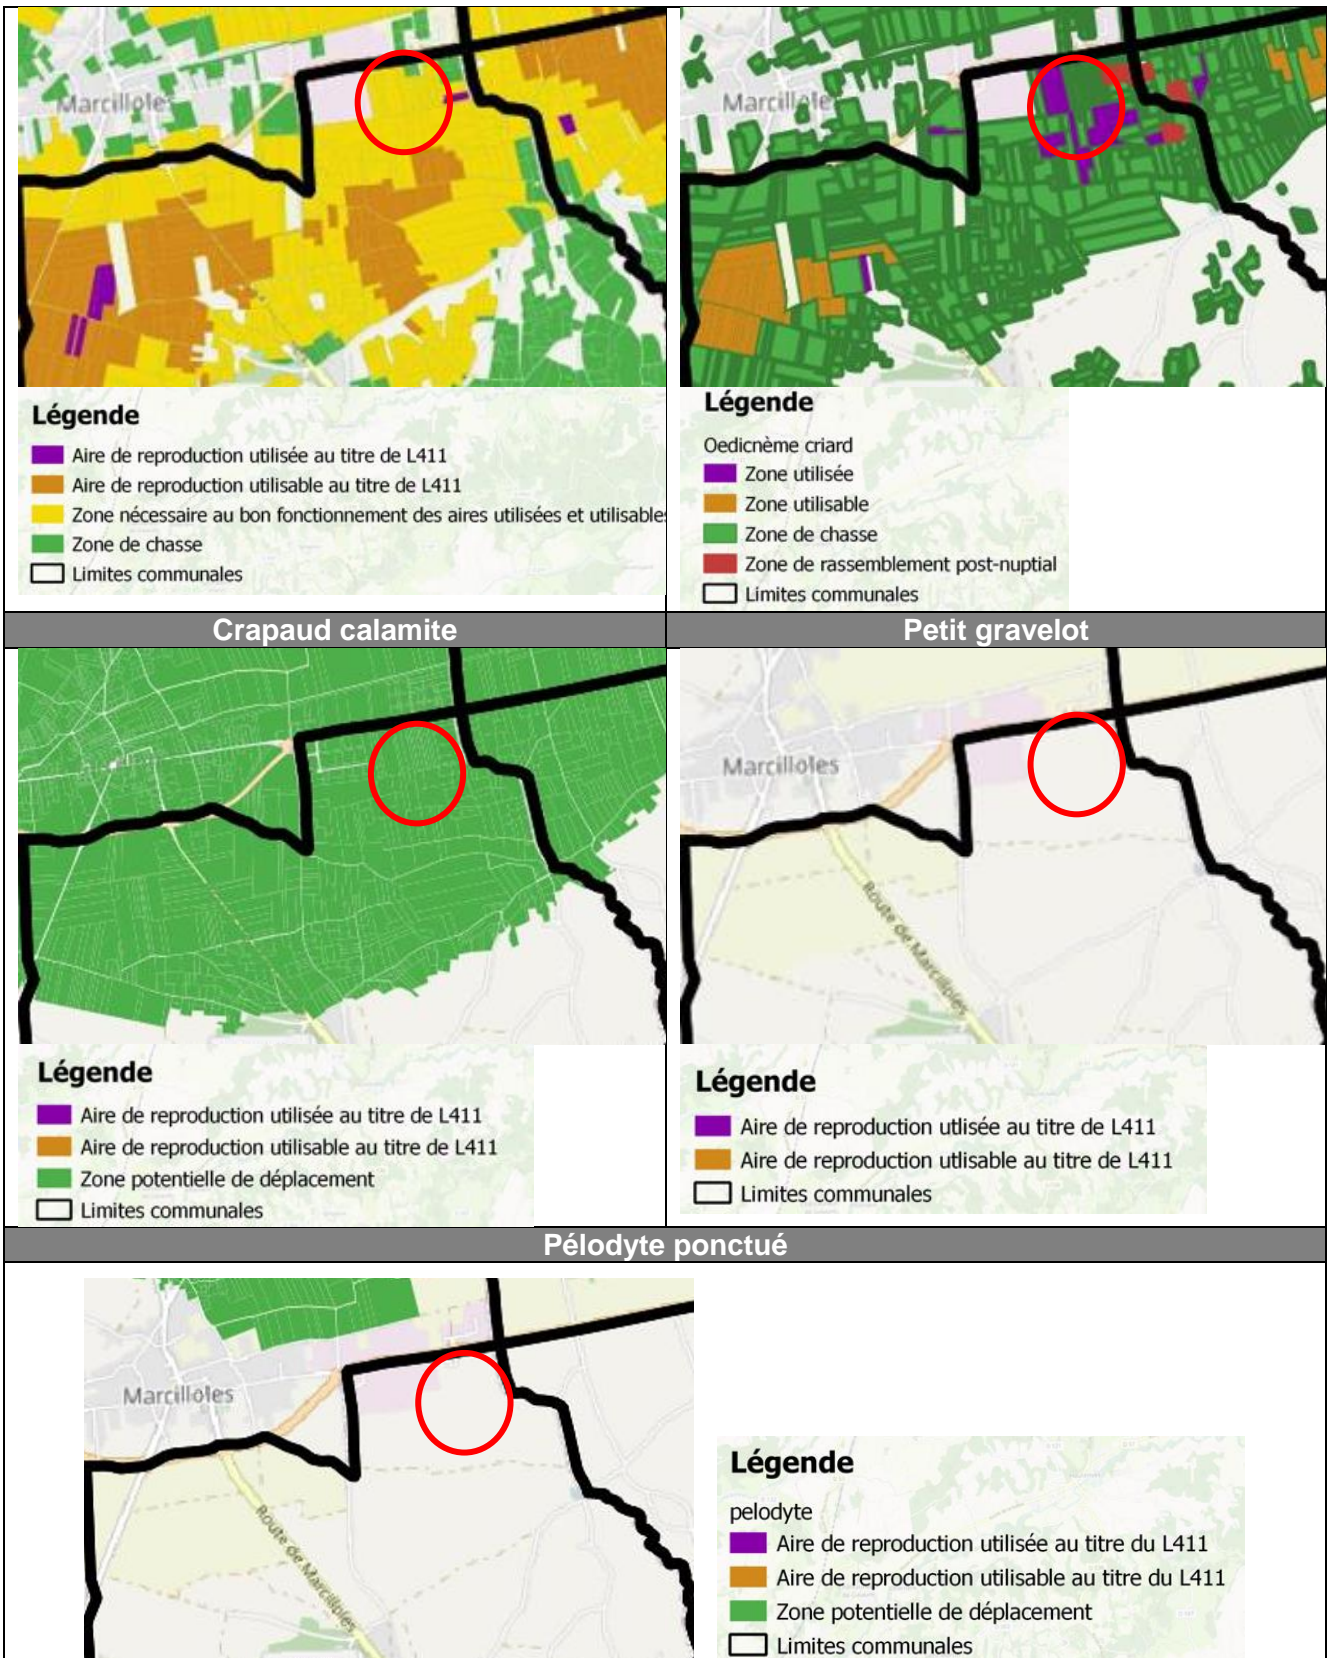 Marcilloles
Légende
Aire de reproduction utilisée au titre de L411
Aire de reproduction utilisable au titre de L411
Zone nécessaire au bon fonctionnement des aires utilisées et utilisables
Zone de chasse
Limites communales
Marcilloles
Légende
Oedicnème criard
Zone utilisée
Zone utilisable
Zone de chasse
Zone de rassemblement post-nuptial
Limites communales
Crapaud calamite
Petit gravelot
Légende
Aire de reproduction utilisée au titre de L411
Aire de reproduction utilisable au titre de L411
Zone potentielle de déplacement
Limites communales
Marcilloles
Route de Marcilloles
Légende
Aire de reproduction utlisée au titre de L411
Aire de reproduction utlisable au titre de L411
Limites communales
Pélodyte ponctué
Marcilloles
Route de Marcilloles
Légende
pelodyte
Aire de reproduction utilisée au titre du L411
Aire de reproduction utilisable au titre du L411
Zone potentielle de déplacement
Limites communales